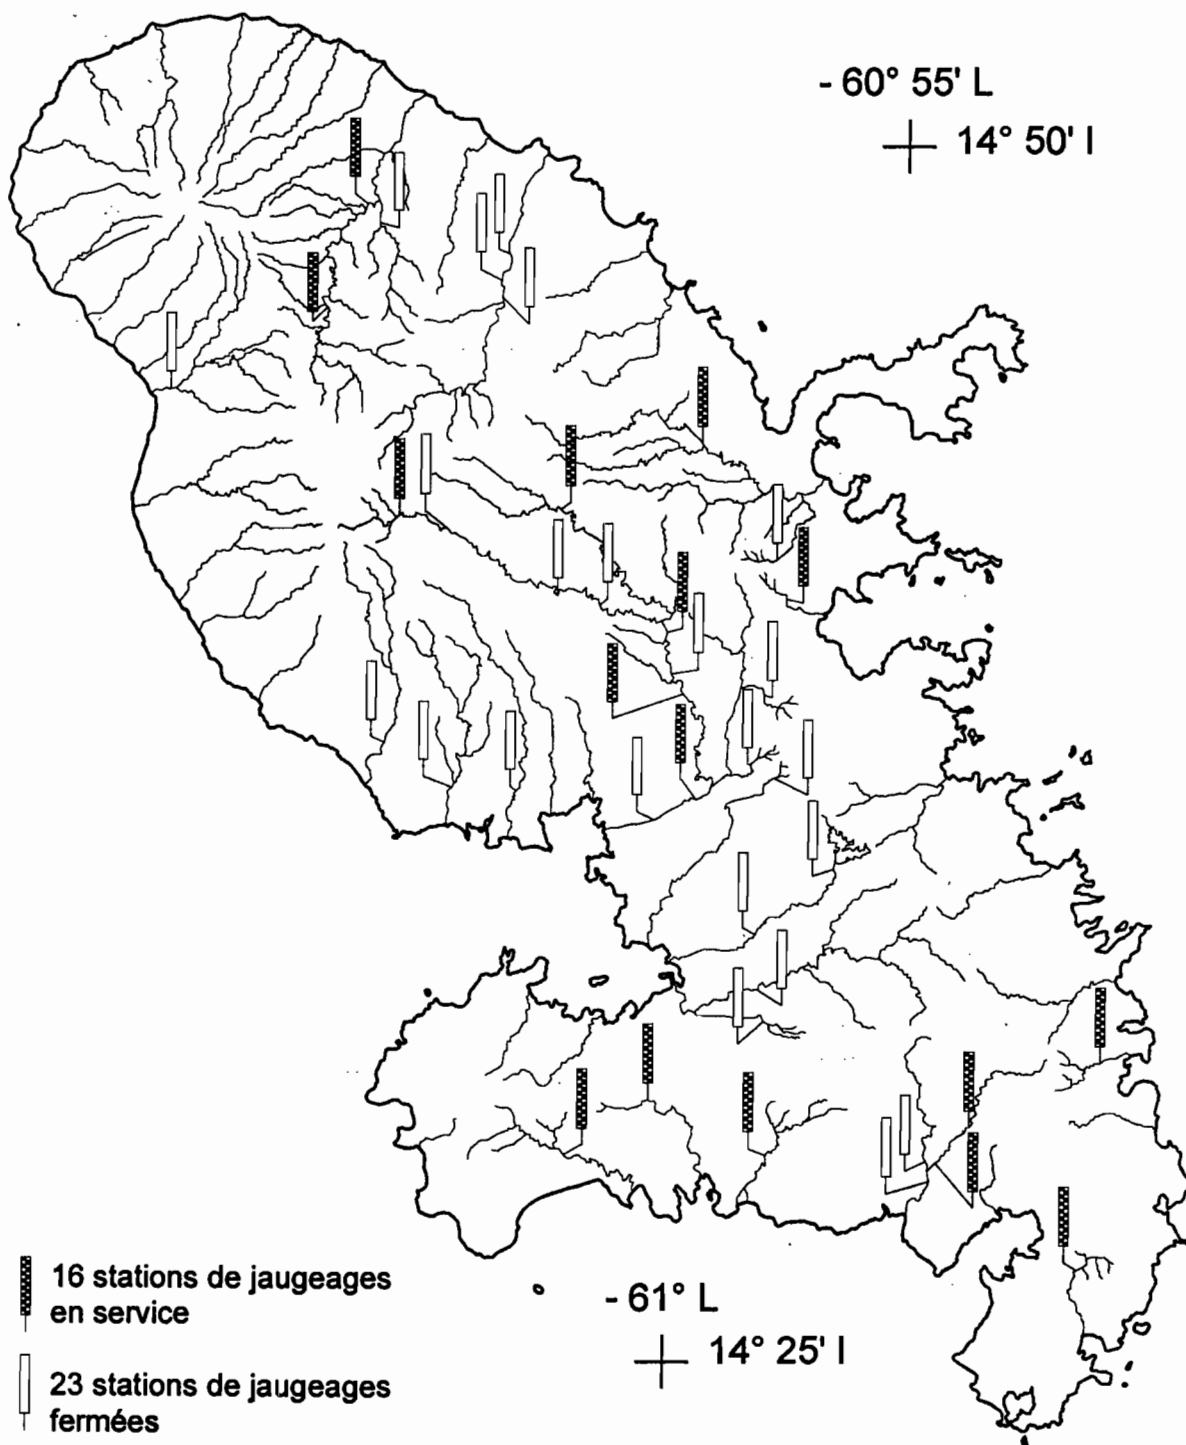 - 60° 55' L
14° 50' l
16 stations de jaugeages
en service
- 61° L
14° 25' l
23 stations de jaugeages
fermées